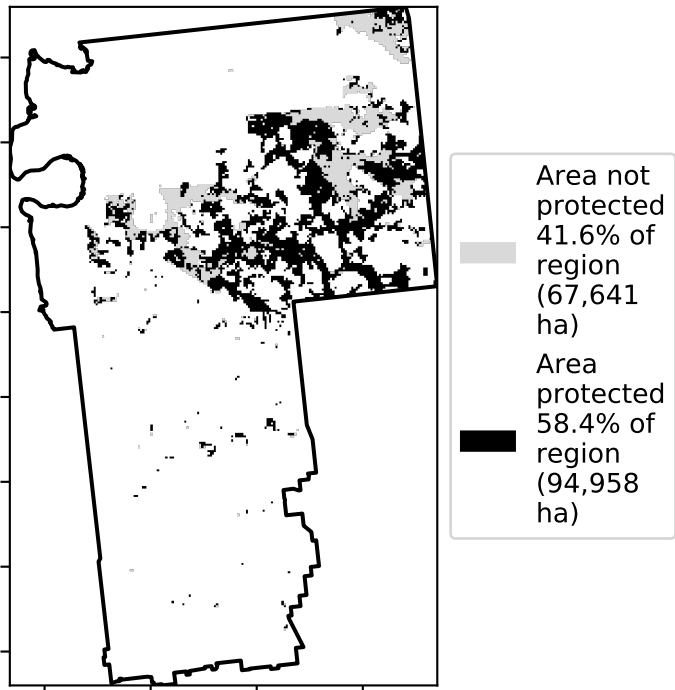 Area not
protected
41.6% of
region
(67,641
ha)
Area
protected
58.4% of
region
(94,958
ha)